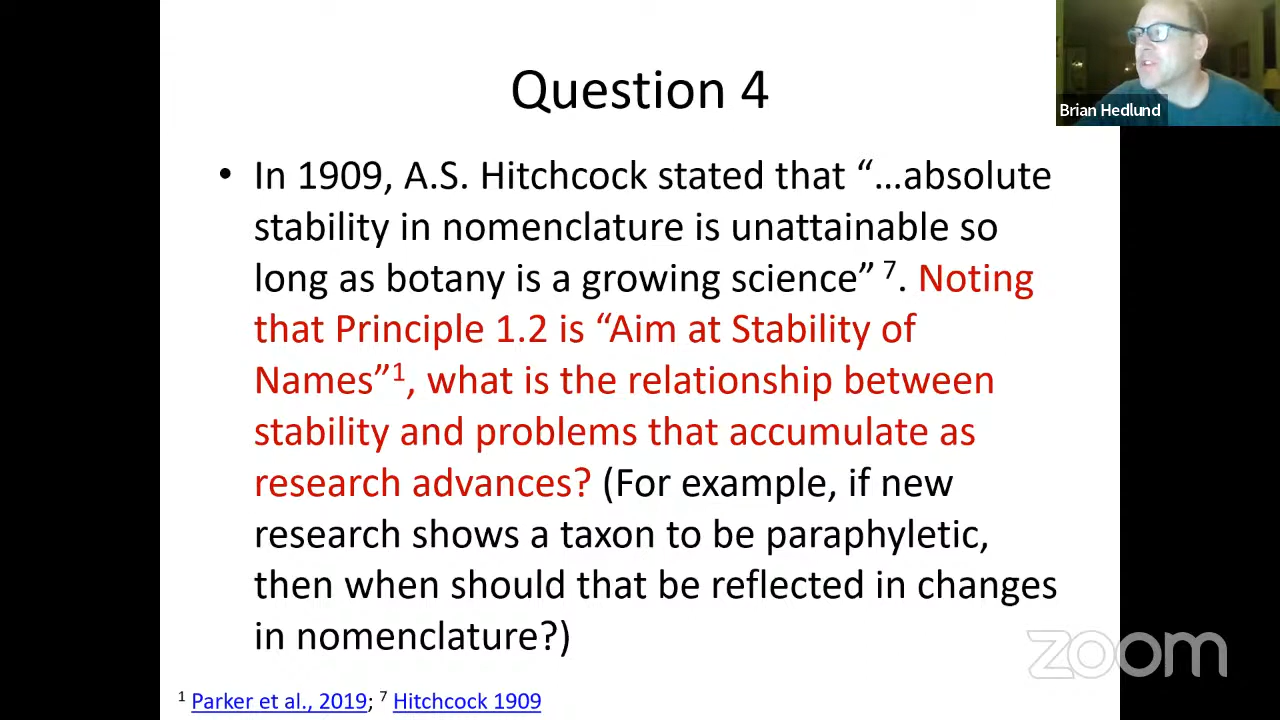 Question 4
• In 1909, A.S. Hitchcock stated that “…absolute
stability in nomenclature is unattainable so
long as botany is a growing science” 7. Noting
that Principle 1.2 is “Aim at Stability of
Names”1, what is the relationship between
stability and problems that accumulate as
research advances? (For example, if new
research shows a taxon to be paraphyletic,
then when should that be reflected in changes
in nomenclature?)
1 Parker et al., 2019; 7 Hitchcock 1909
Brian Hedlund
zoom